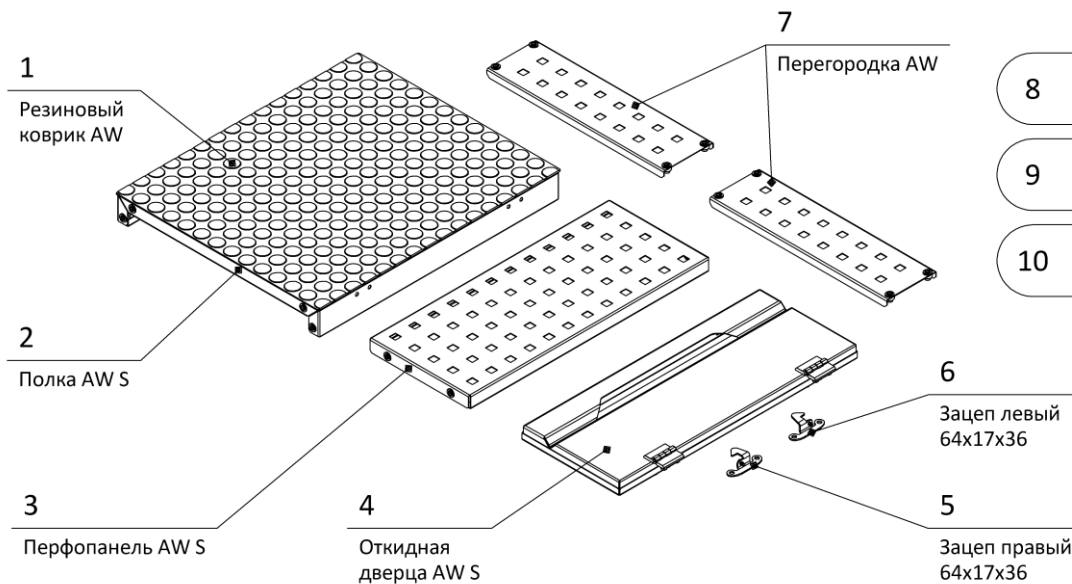 1
Резиновый
коврик AW
2
Полка AW S
3
Перфопанель AW S
4
Откидная
дверца AW S
7
Перегородка AW
8
9
10
6
Зацеп левый
64x17x36
5
Зацеп правый
64x17x36